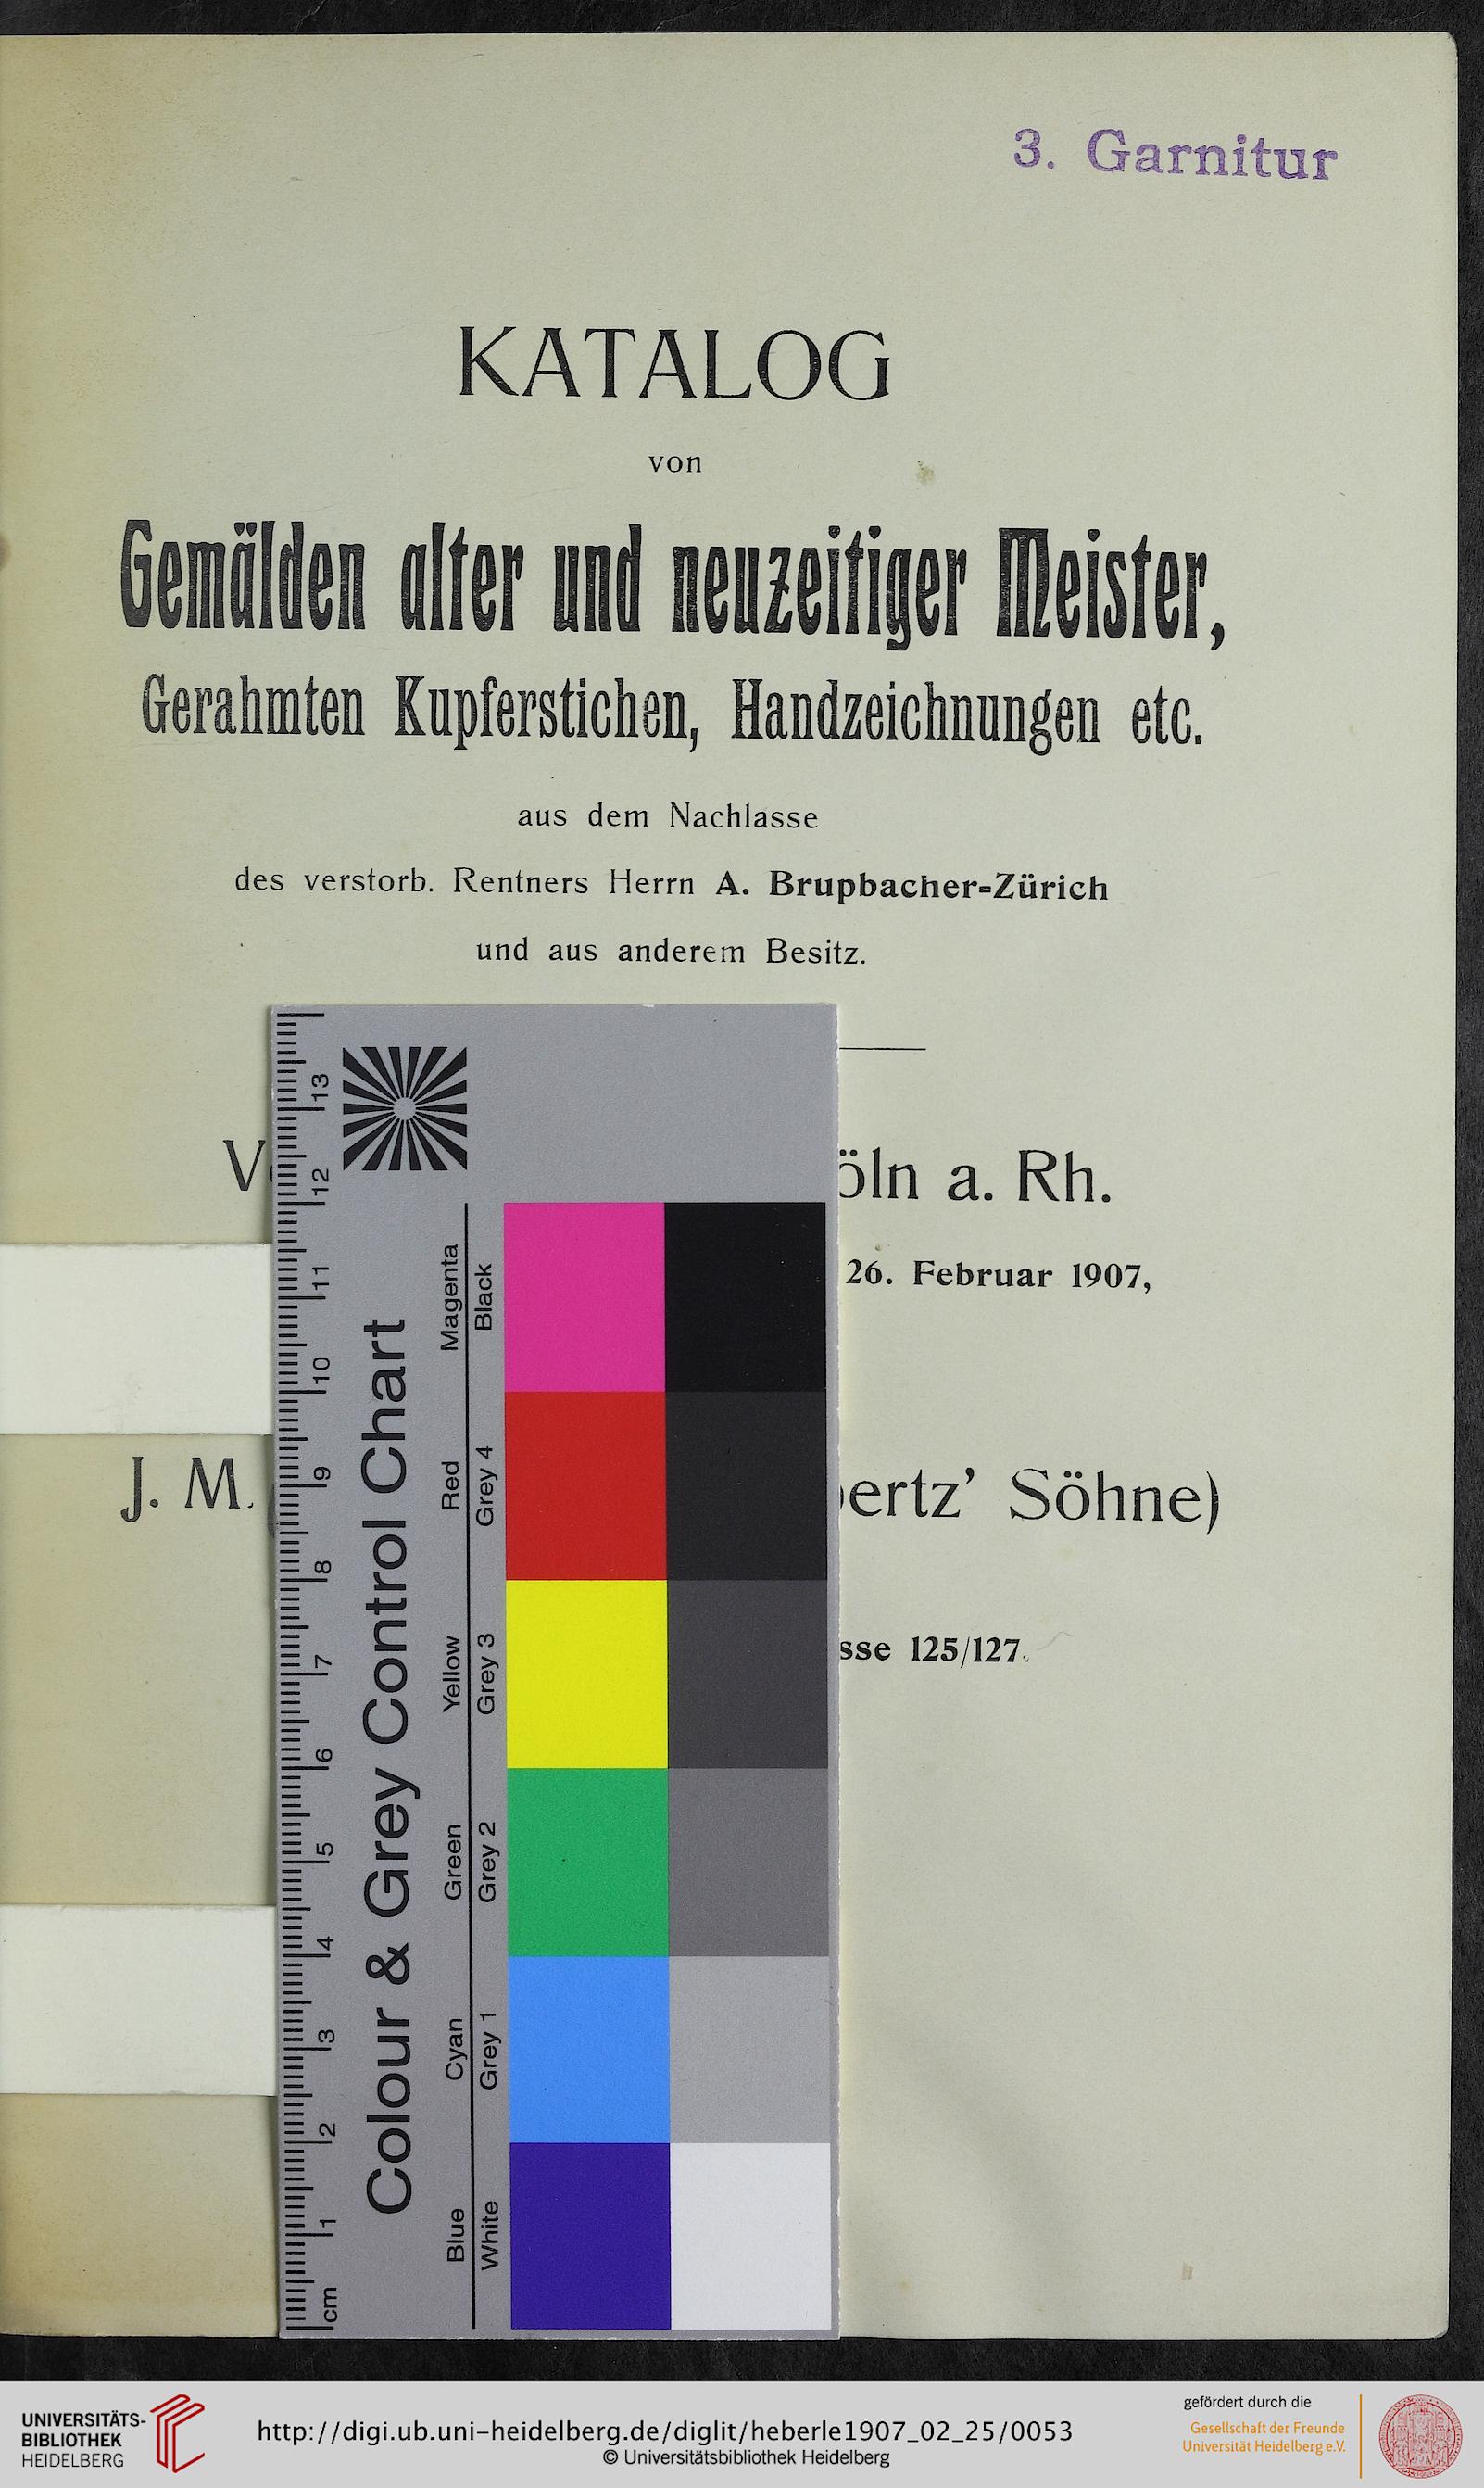 3. Garnitur
KATALOG
von
Gemälden alter und neuzeitiger Meister,
Gerahmten Kupferstichen, Handzeichnungen etc.
aus dem Nachlasse
des verstorb. Rentners Herrn A. Brupbacher-Zürich
und aus anderem Besitz.
öln a. Rh.
26. Februar 1907,
J. M.
ertz' Söhne)
sse 125/127.
Colour & Grey Control Chart
Magenta Red Yellow Green Cyan Blue
Black Grey 4 Grey 3 Grey 2 Grey 1 White
13 12 11 10 9 8 7 6 5 4 3 2 1 cm
UNIVERSITÄTS-
BIBLIOTHEK
HEIDELBERG
http://digi.ub.uni-heidelberg.de/diglit/heberle1907_02_25/0053
© Universitätsbibliothek Heidelberg
gefördert durch die
Gesellschaft der Freunde
Universität Heidelberg e.V.